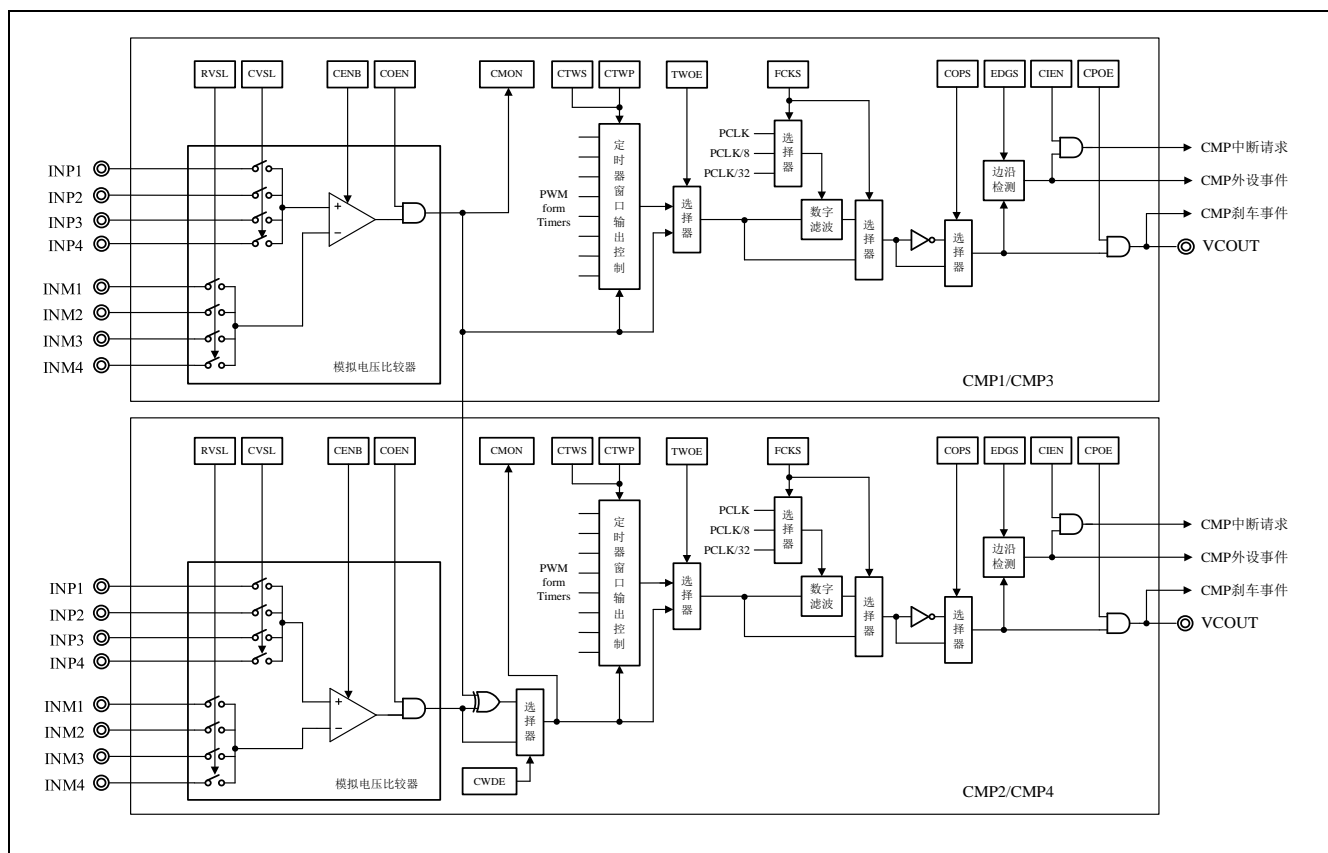 RVSL
CVSL
CENB
COEN
CMON
CTWS
CTWP
TWOE
FCKS
COPS
EDGS
CIEN
CPOE
INP1
INP2
INP3
INP4
INM1
INM2
INM3
INM4
+
−
模拟电压比较器
PWM
form
Timers
定时器窗口输出控制
选择器
PCLK
PCLK/8
PCLK/32
选择器
数字
滤波
选择器
选择器
边沿
检测
CMP中断请求
CMP外设事件
CMP刹车事件
VCOUT
CMP1/CMP3
RVSL
CVSL
CENB
COEN
CMON
CTWS
CTWP
TWOE
FCKS
COPS
EDGS
CIEN
CPOE
INP1
INP2
INP3
INP4
INM1
INM2
INM3
INM4
+
−
模拟电压比较器
选择器
CWDE
PWM
form
Timers
定时器窗口输出控制
选择器
PCLK
PCLK/8
PCLK/32
选择器
数字
滤波
选择器
选择器
边沿
检测
CMP中断请求
CMP外设事件
CMP刹车事件
VCOUT
CMP2/CMP4